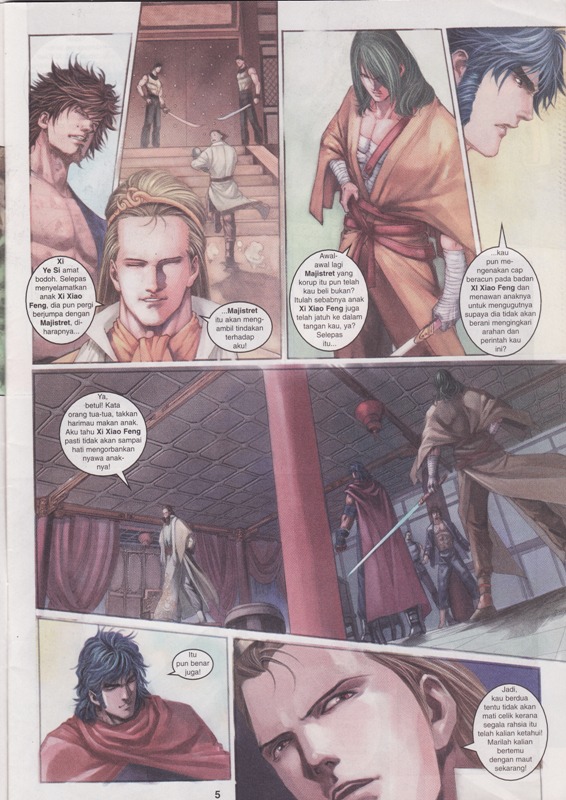 Xi
Ye Si amat
bodoh. Selepas
menyelamatkan
anak Xi Xiao
Feng, dia pun pergi
berjumpa dengan
Majistret, di-
harapnya...
...Majistret
itu akan meng-
ambil tindakan
terhadap
aku!
Awal-
awal lagi
Majistret yang
korup itu pun telah
kau beli bukan?
Itulah sebabnya anak
Xi Xiao Feng juga
telah jatuh ke dalam
tangan kau, ya?
Selepas
itu...
...kau
pun me-
ngenakan cap
beracun pada badan
Xi Xiao Feng dan
menawan anaknya
untuk mengugutnya
supaya dia tidak akan
berani mengingkari
arahan dan
perintah kau
ini?
Ya,
betul! Kata
orang tua-tua, takkan
harimau makan anak.
Aku tahu Xi Xiao Feng
pasti tidak akan sampai
hati mengorbankan
nyawa anak-
nya!
Itu
pun benar
juga!
Jadi,
kau berdua
tentu tidak akan
mati celik kerana
segala rahsia itu
telah kalian ketahui!
Marilah kalian
bertemu
dengan maut
sekarang!
5